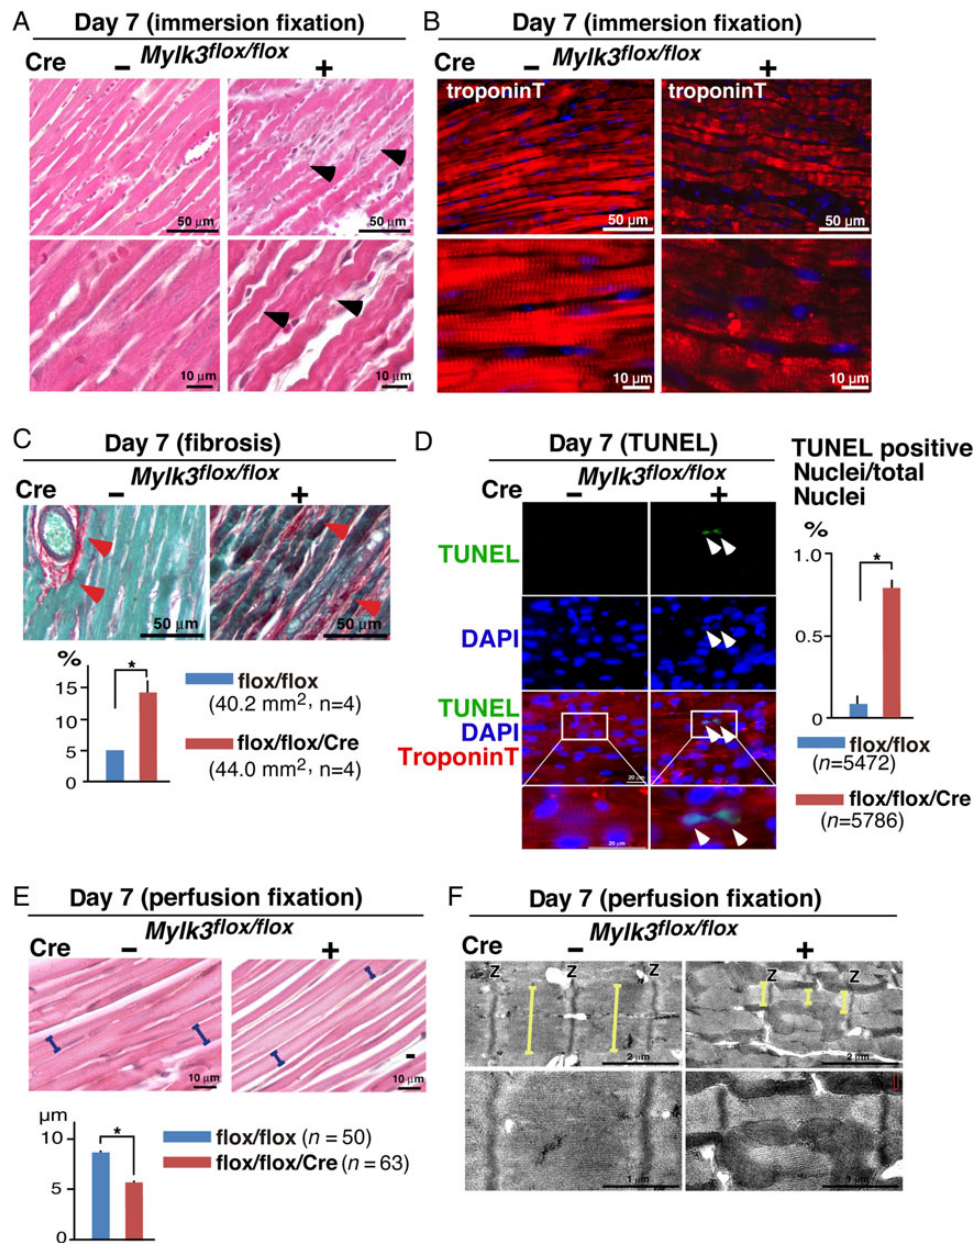 A
Day 7 (immersion fixation)
Mylk3flox/flox
Cre − +
50 µm
50 µm
10 µm
10 µm
B
Day 7 (immersion fixation)
Mylk3flox/flox
Cre − +
troponinT
troponinT
50 µm
50 µm
10 µm
10 µm
C
Day 7 (fibrosis)
Mylk3flox/flox
Cre − +
50 µm
50 µm
%
15
10
5
0
*
flox/flox
(40.2 mm², n=4)
flox/flox/Cre
(44.0 mm², n=4)
D
Day 7 (TUNEL)
Mylk3flox/flox
Cre − +
TUNEL
DAPI
TUNEL
DAPI
TroponinT
20 µm
20 µm
TUNEL positive
Nuclei/total
Nuclei
%
1.0
0.5
0
*
flox/flox
(n=5472)
flox/flox/Cre
(n=5786)
E
Day 7 (perfusion fixation)
Mylk3flox/flox
Cre − +
10 µm
10 µm
µm
10
5
0
*
flox/flox (n = 50)
flox/flox/Cre (n = 63)
F
Day 7 (perfusion fixation)
Mylk3flox/flox
Cre − +
Z Z Z
Z Z
2 µm
2 µm
1 µm
1 µm